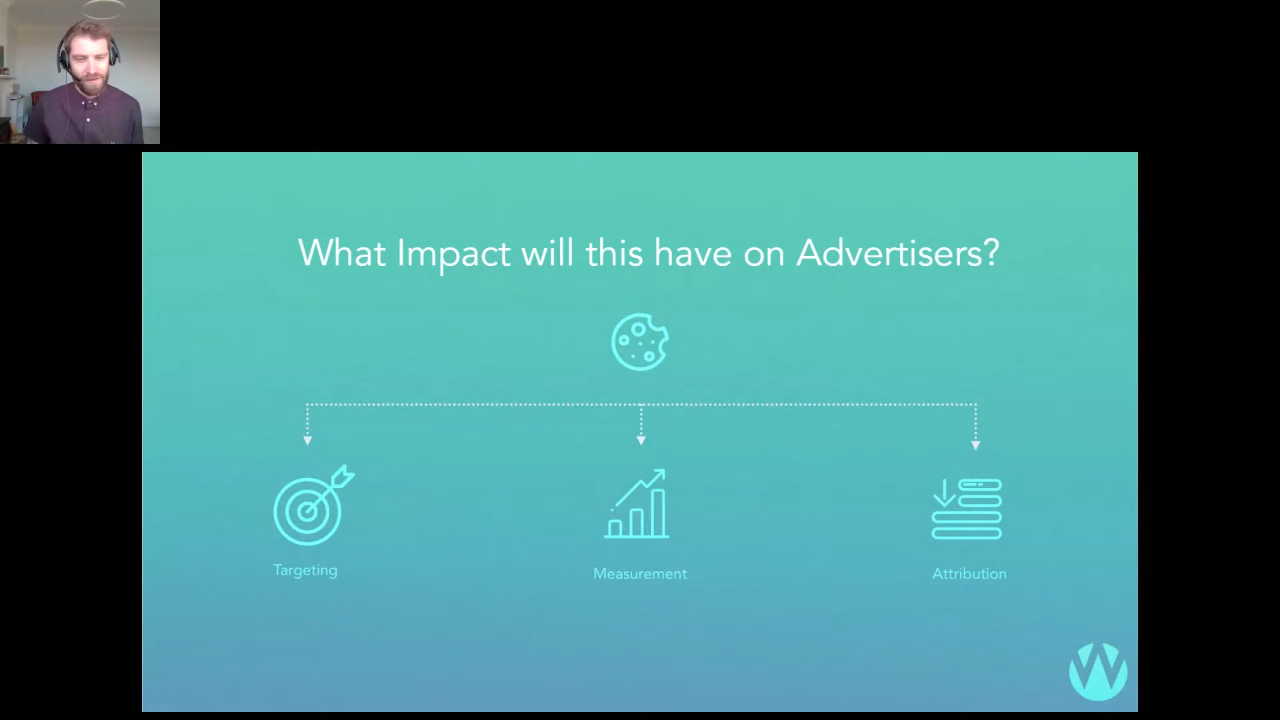 What Impact will this have on Advertisers?
Targeting
Measurement
Attribution
W